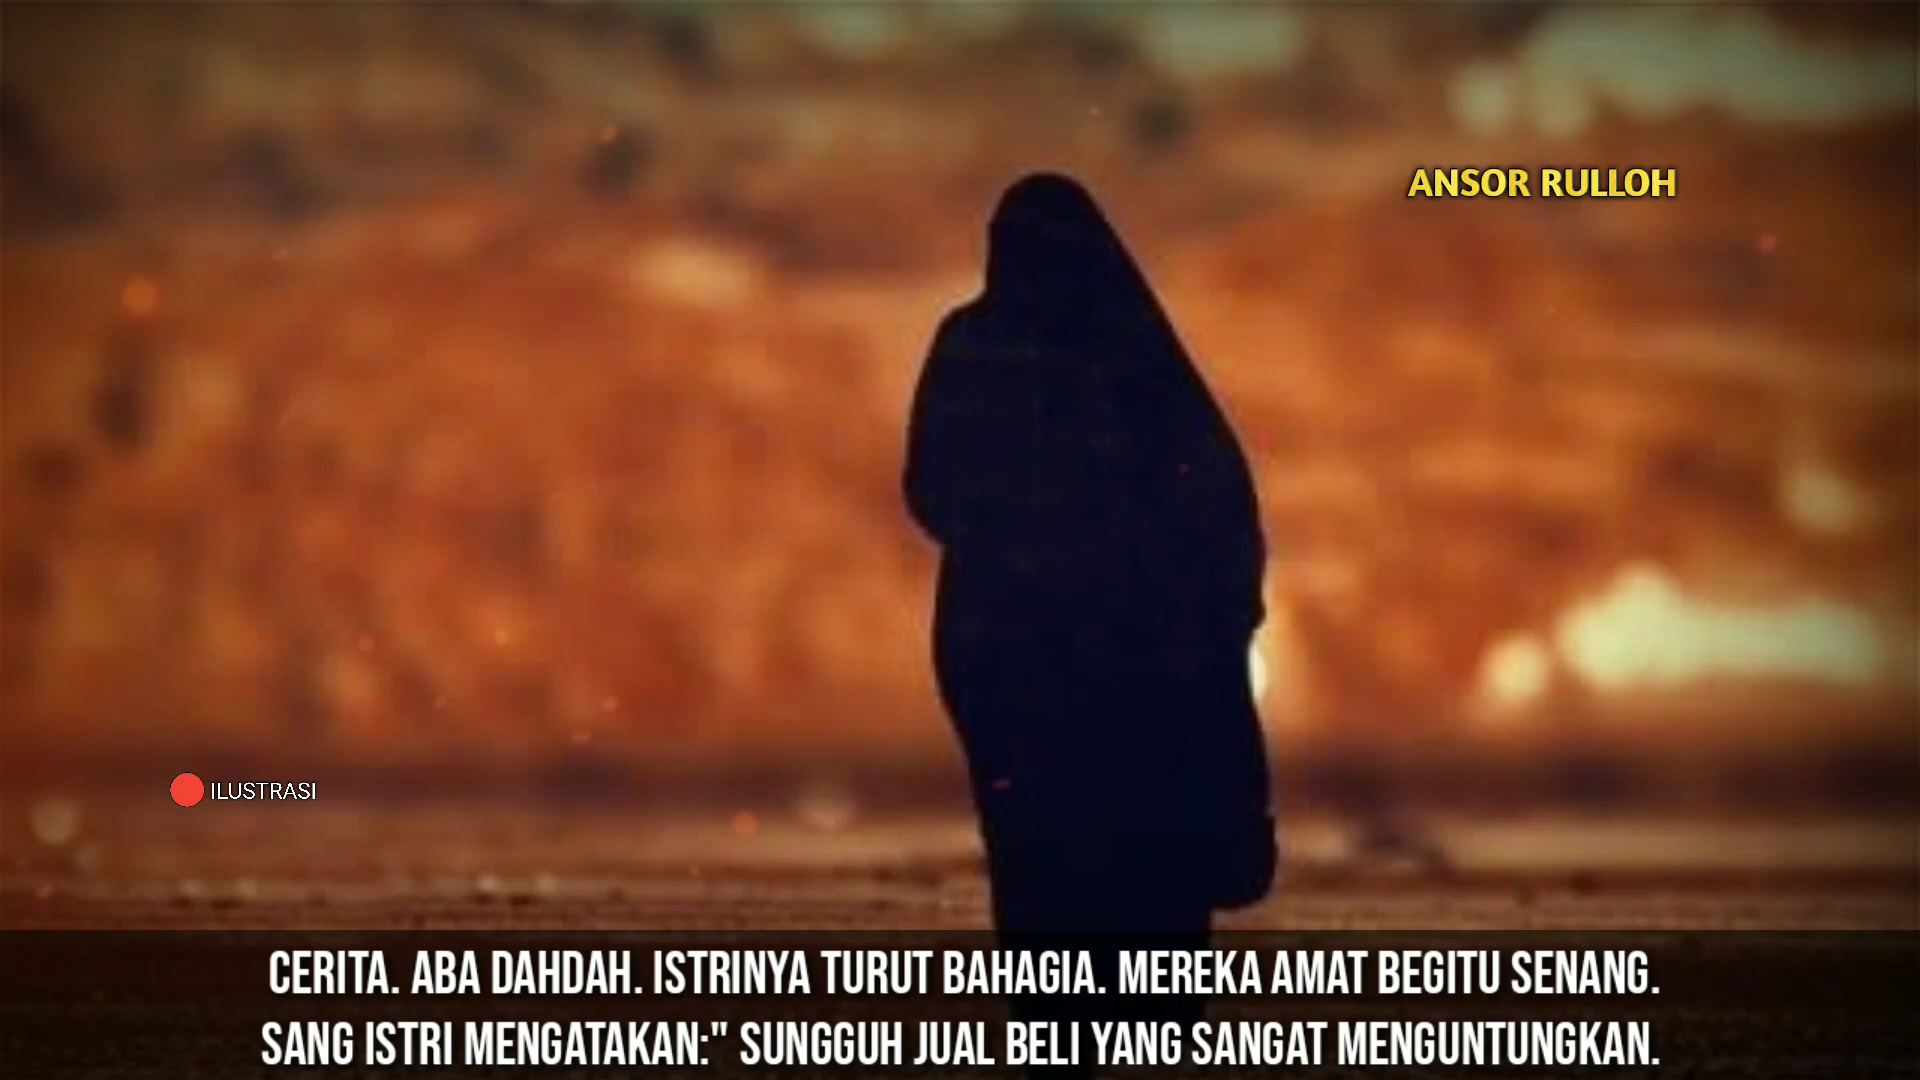 ANSOR RULLOH
ILUSTRASI
CERITA. ABA DAHDAH. ISTRINYA TURUT BAHAGIA. MEREKA AMAT BEGITU SENANG.
SANG ISTRI MENGATAKAN:" SUNGGUH JUAL BELI YANG SANGAT MENGUNTUNGKAN.